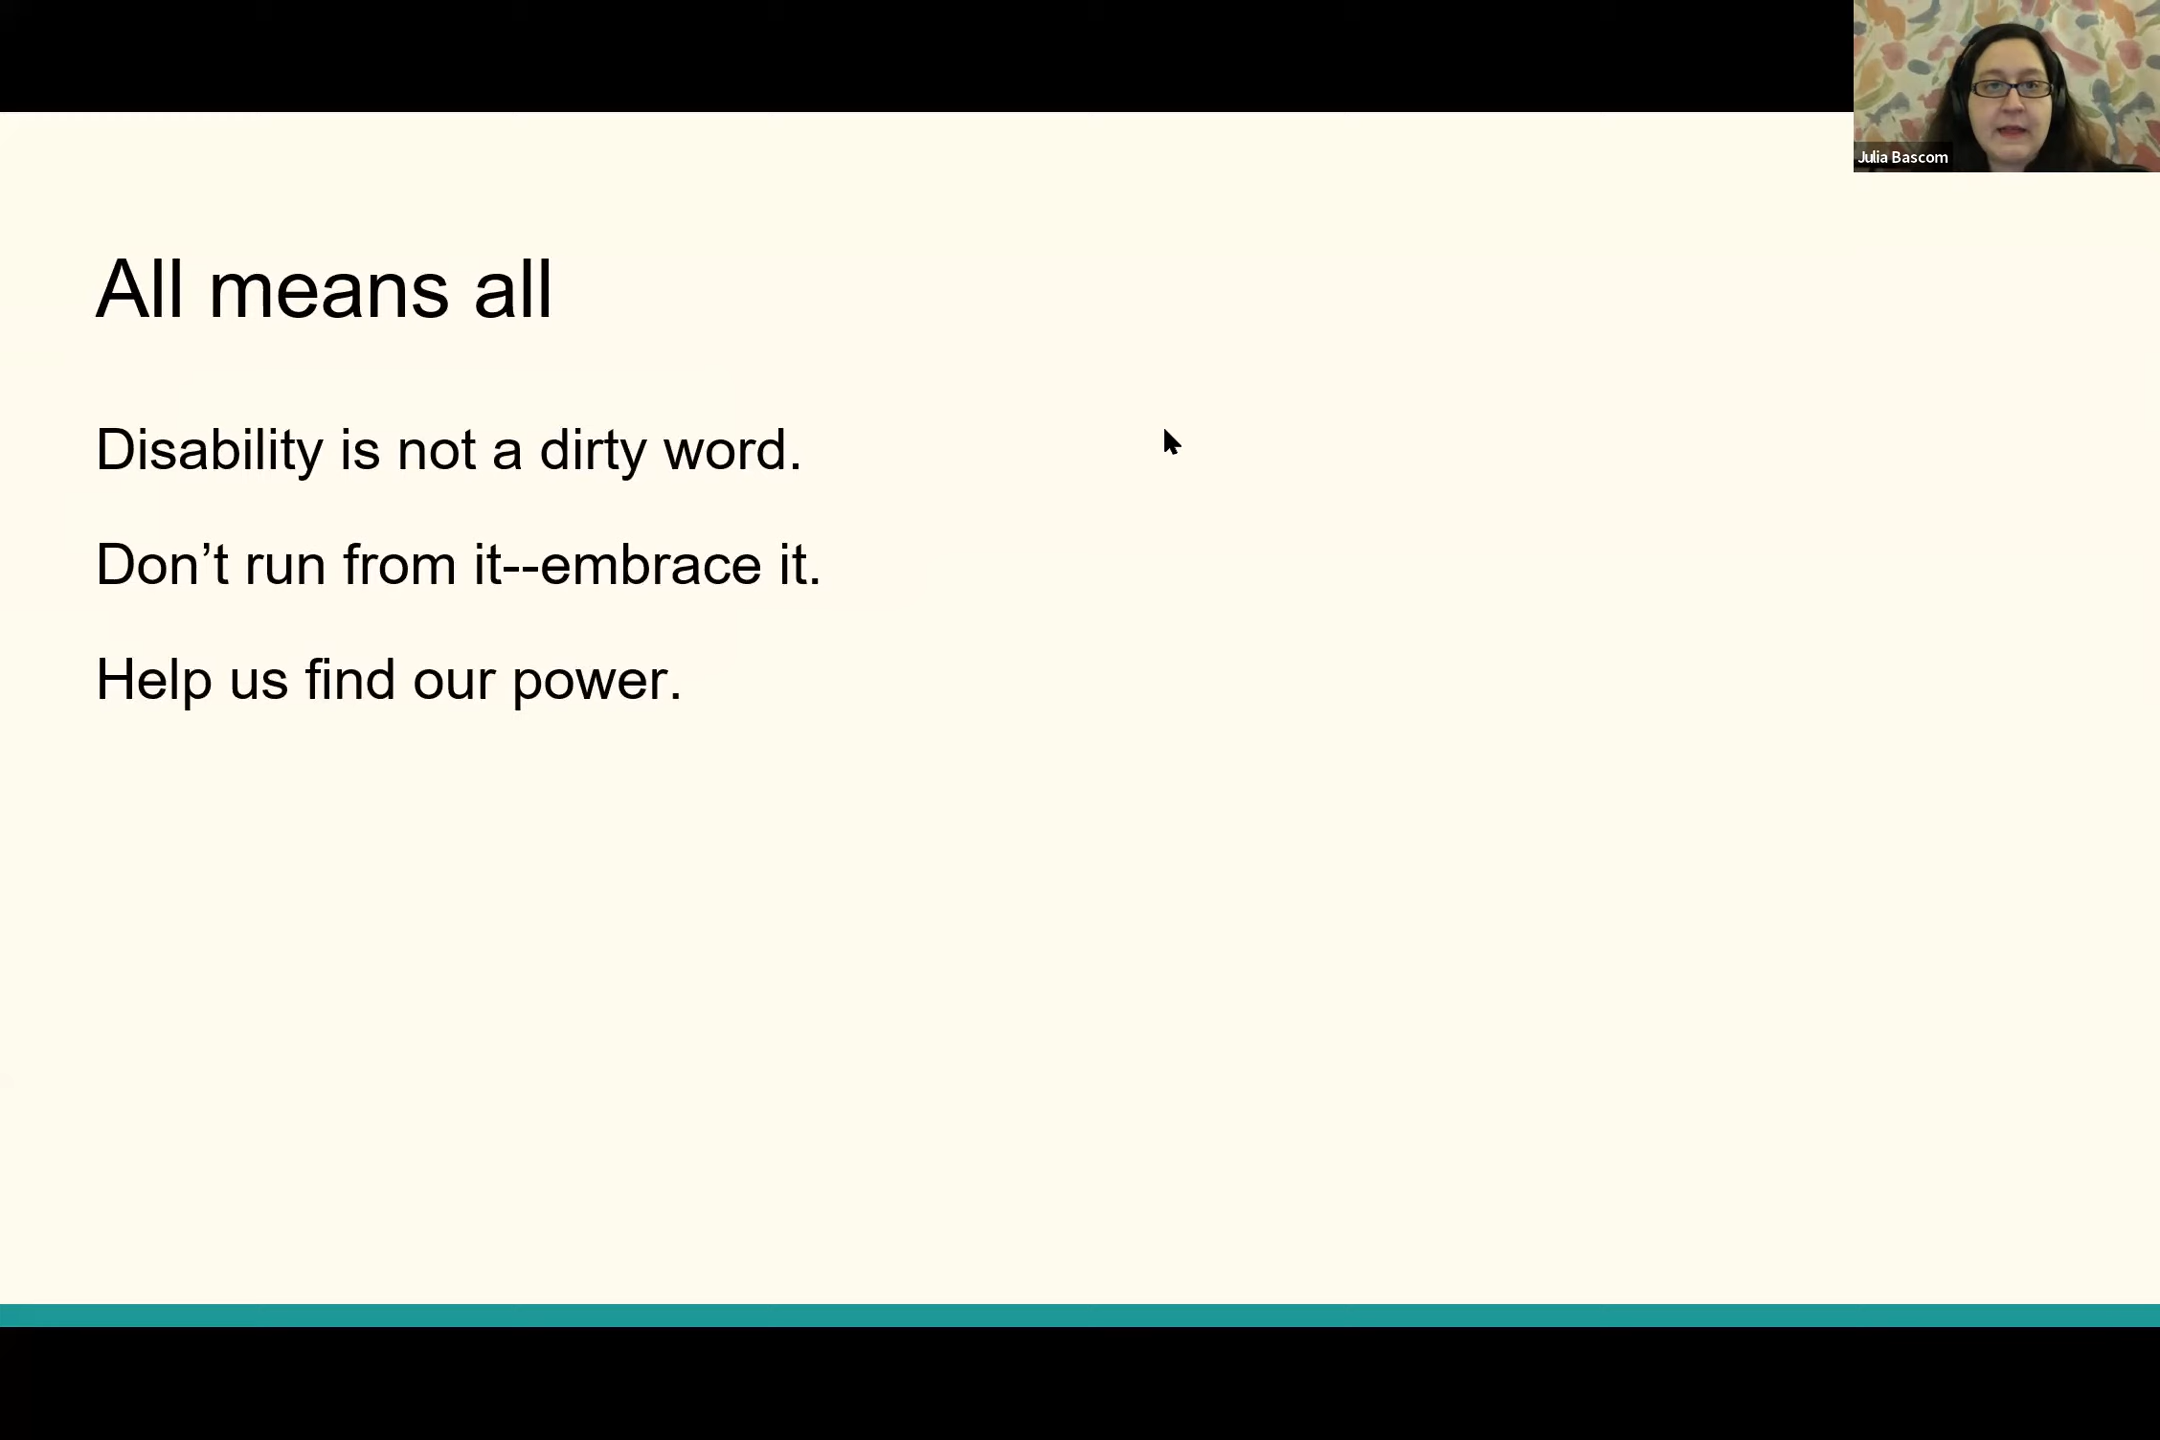 Julia Bascom
All means all
Disability is not a dirty word.
Don’t run from it--embrace it.
Help us find our power.